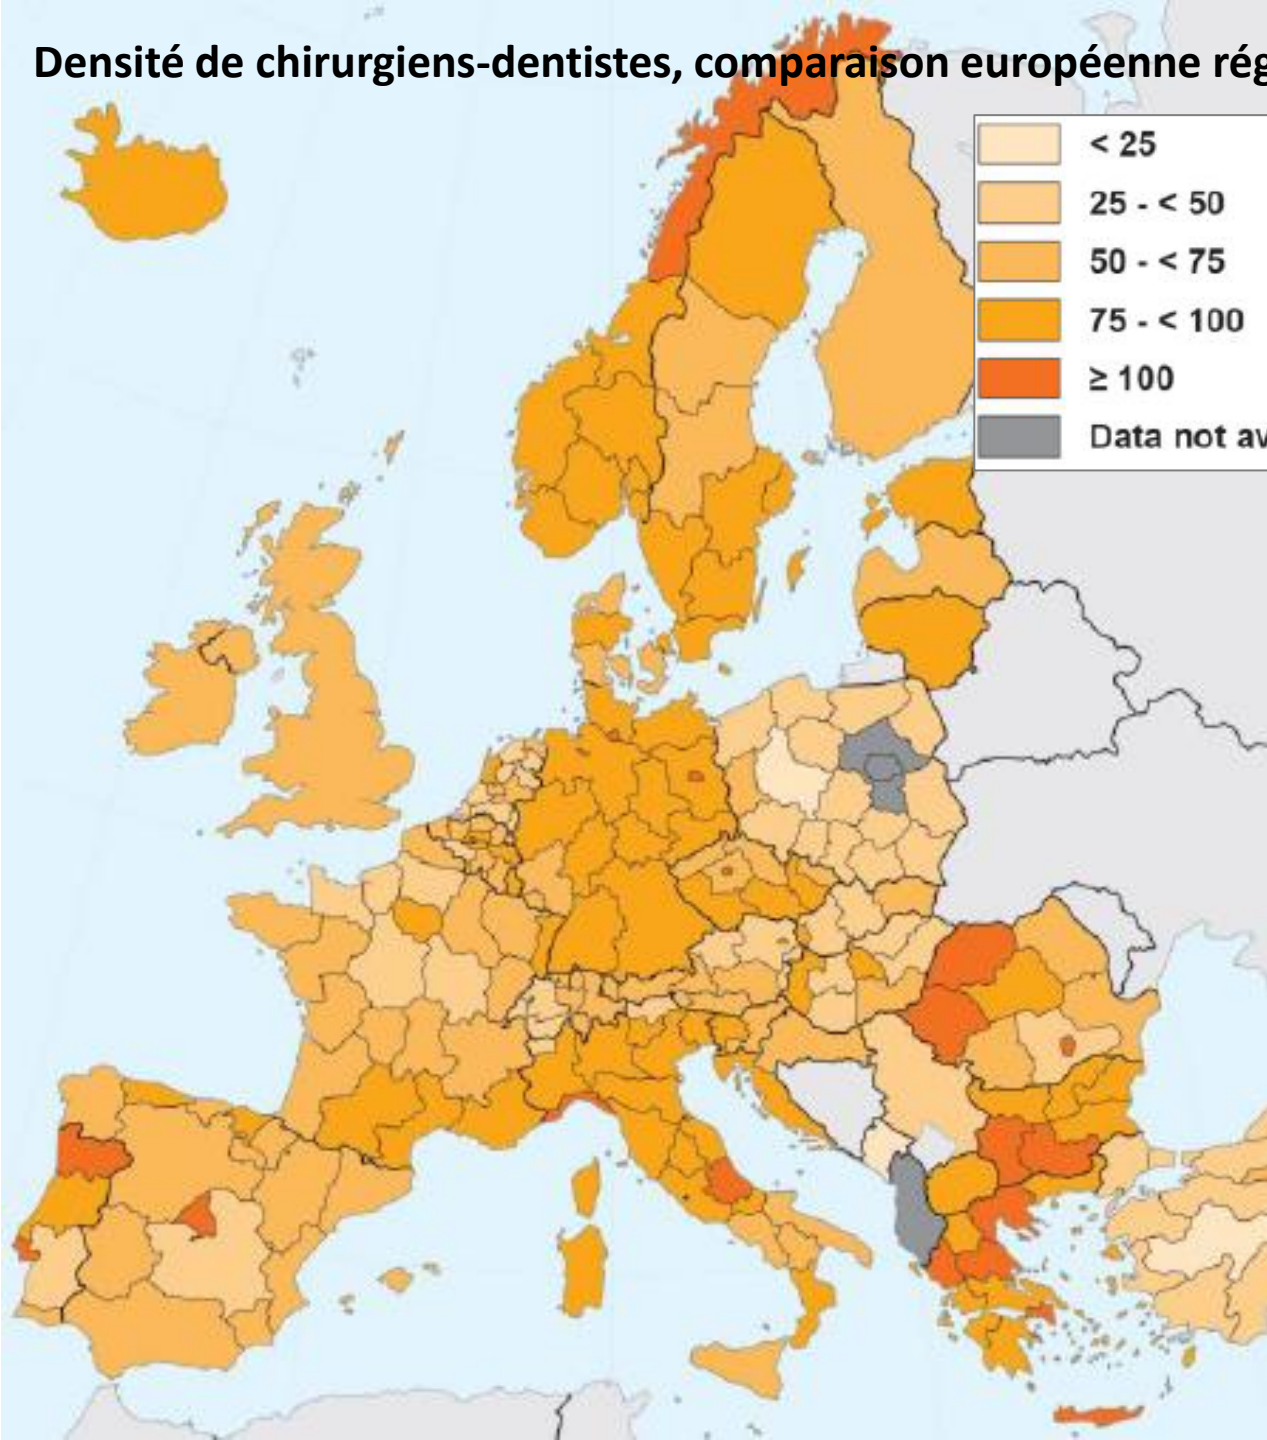 Densité de chirurgiens-dentistes, comparaison européenne rég
< 25
25 - < 50
50 - < 75
75 - < 100
≥ 100
Data not av